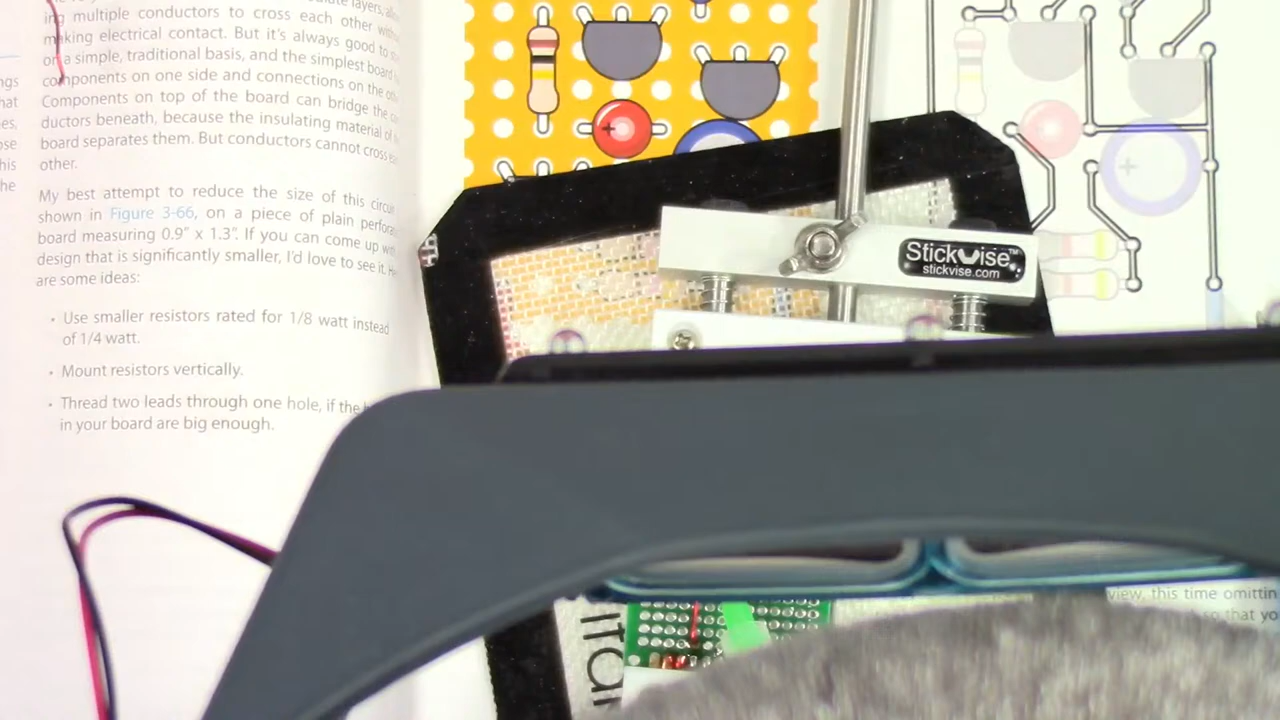 multiple conductors to cross each other
making electrical contact. But it's always good to
on a simple, traditional basis, and the simplest board
components on one side and connections on the
Components on top of the board can bridge the
ductors beneath, because the insulating material of
board separates them. But conductors cannot cross
other.
My best attempt to reduce the size of this
shown in Figure 3-66, on a piece of plain
board measuring 0.9" x 1.3". If you can come up
design that is significantly smaller, I'd love to see it.
are some ideas:
• Use smaller resistors rated for 1/8 watt instead
of 1/4 watt.
• Mount resistors vertically.
• Thread two leads through one hole, if the
in your board are big enough.
Stickvise™
stickvise.com
view, this time
so that